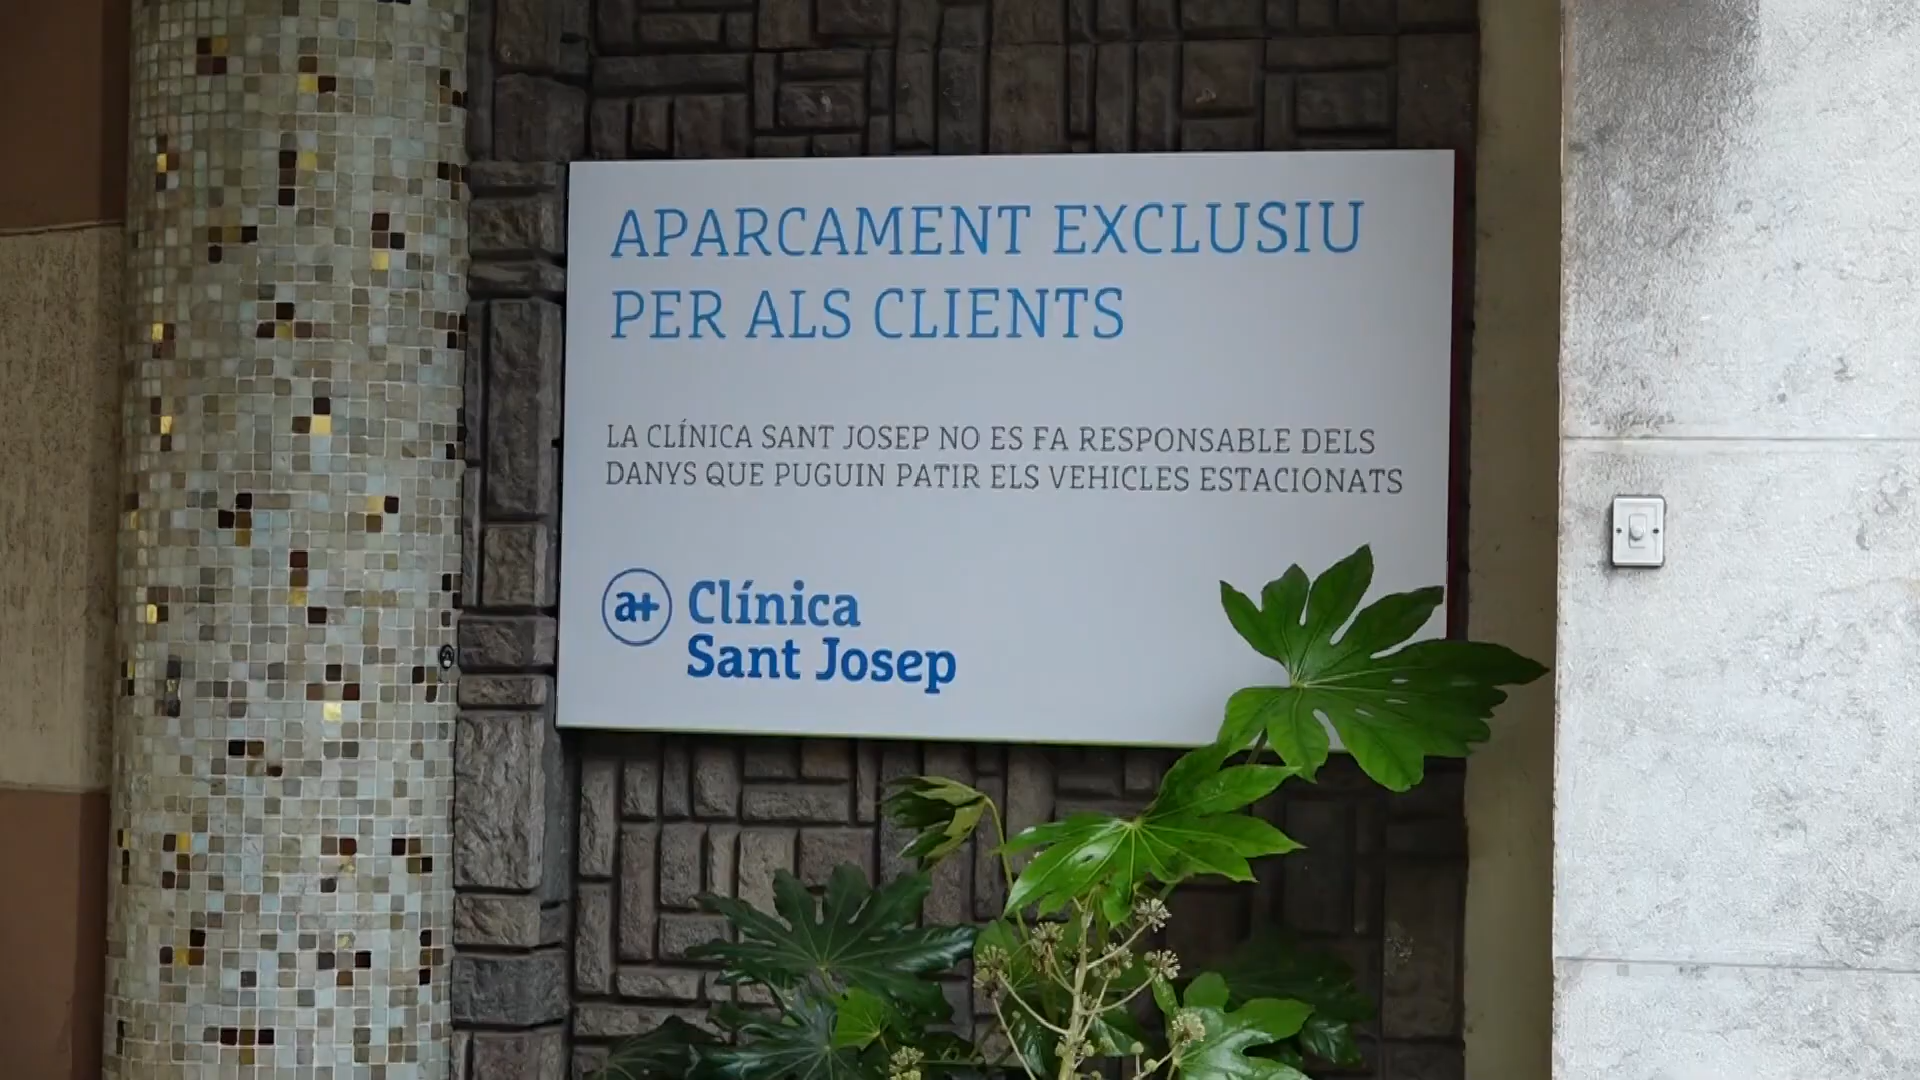 APARCAMENT EXCLUSIU
PER ALS CLIENTS
LA CLÍNICA SANT JOSEP NO ES FA RESPONSABLE DELS
DANYS QUE PUGUIN PATIR ELS VEHICLES ESTACIONATS
a+ Clínica
Sant Josep